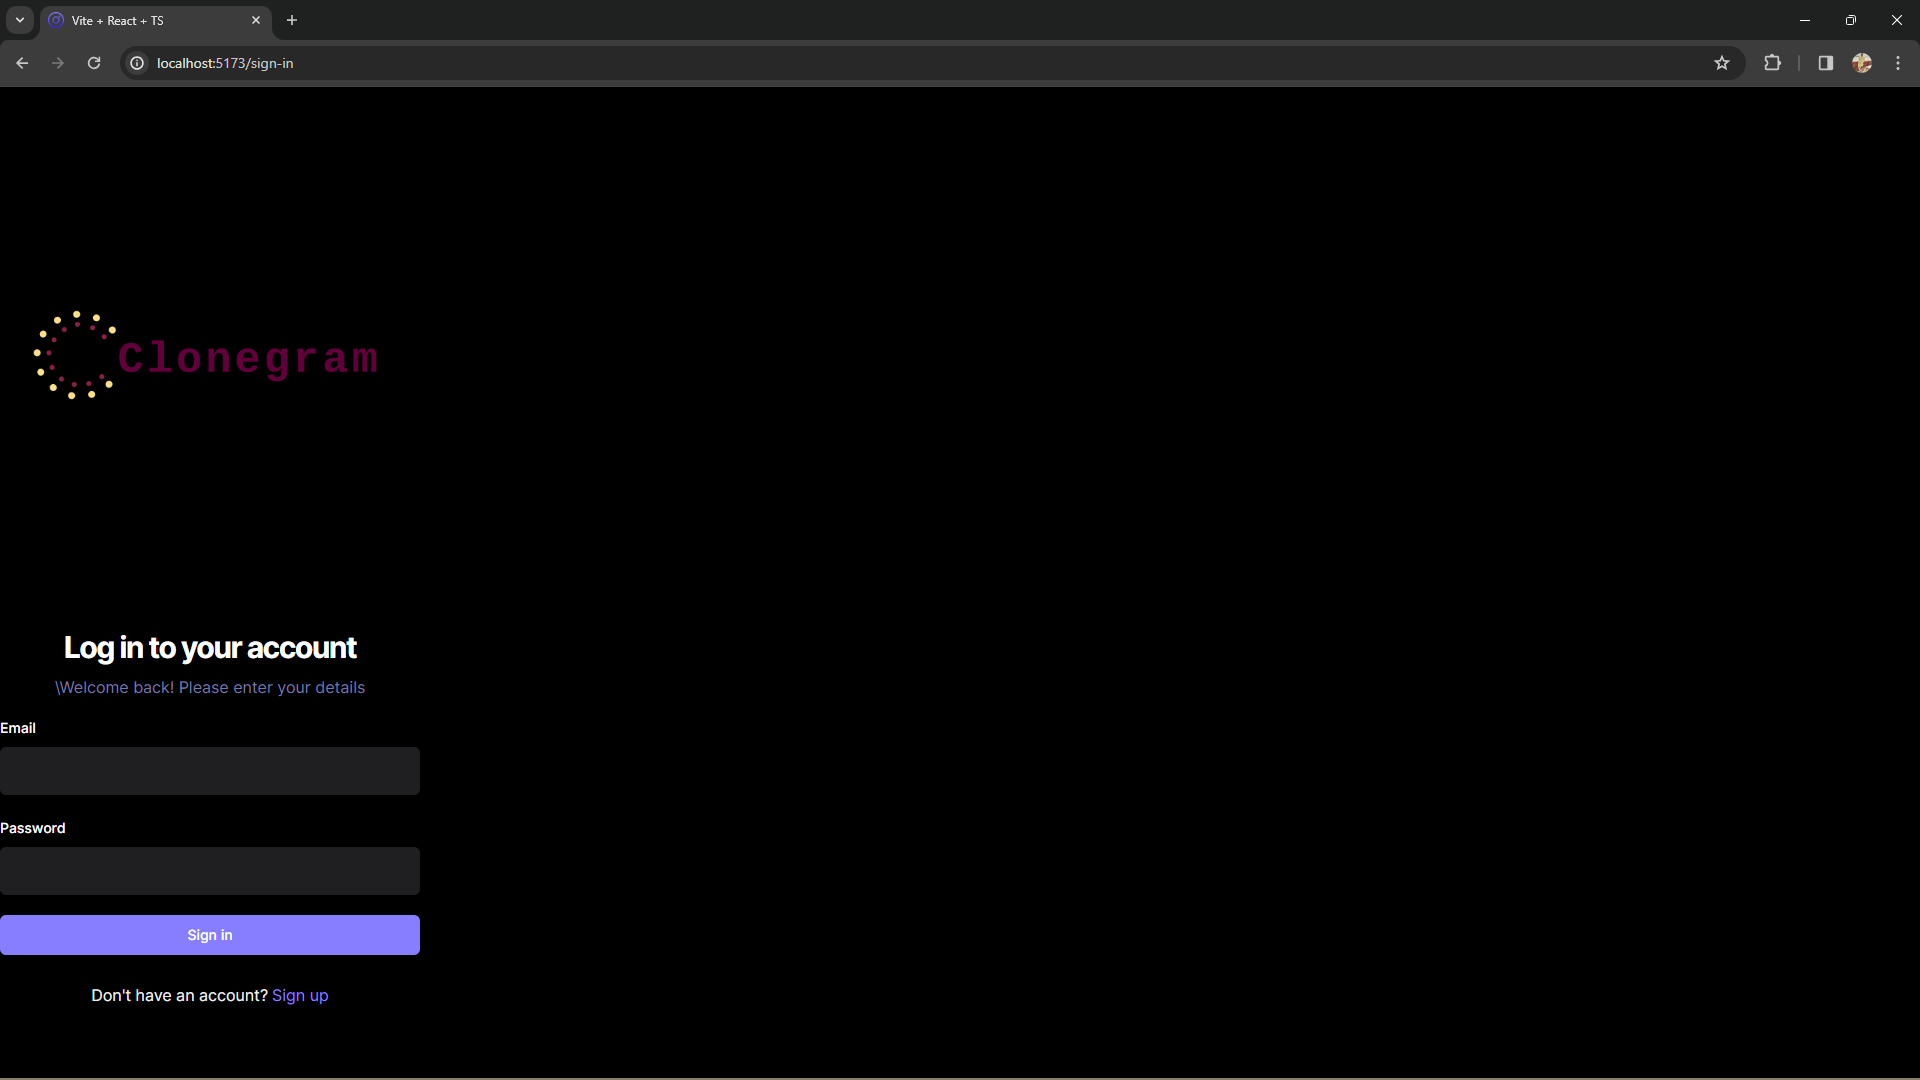 Vite + React + TS
localhost:5173/sign-in
Clonegram
Log in to your account
\Welcome back! Please enter your details
Email
Password
Sign in
Don't have an account? Sign up